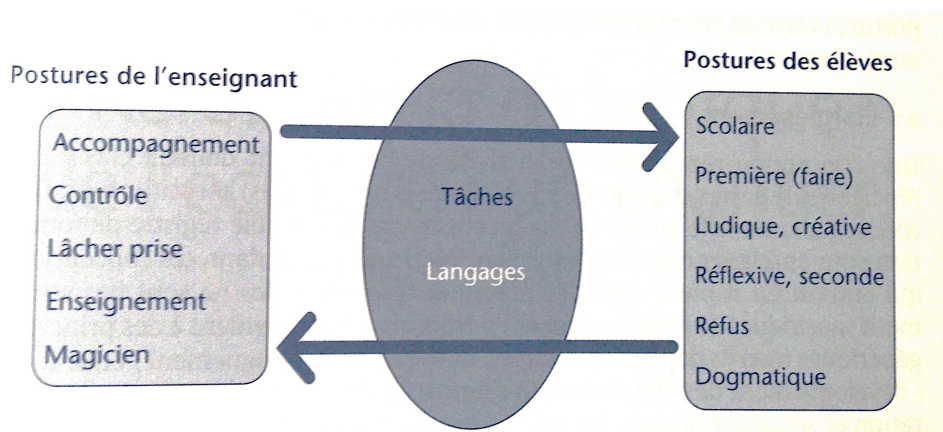 Postures de l'enseignant
Accompagnement
Contrôle
Lâcher prise
Enseignement
Magicien
Tâches
Langages
Postures des élèves
Scolaire
Première (faire)
Ludique, créative
Réflexive, seconde
Refus
Dogmatique